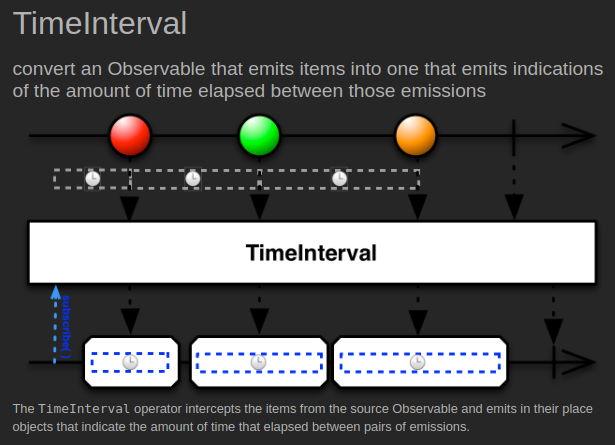 TimeInterval
convert an Observable that emits items into one that emits indications
of the amount of time elapsed between those emissions
TimeInterval
subscribe( )
The TimeInterval operator intercepts the items from the source Observable and emits in their place
objects that indicate the amount of time that elapsed between pairs of emissions.